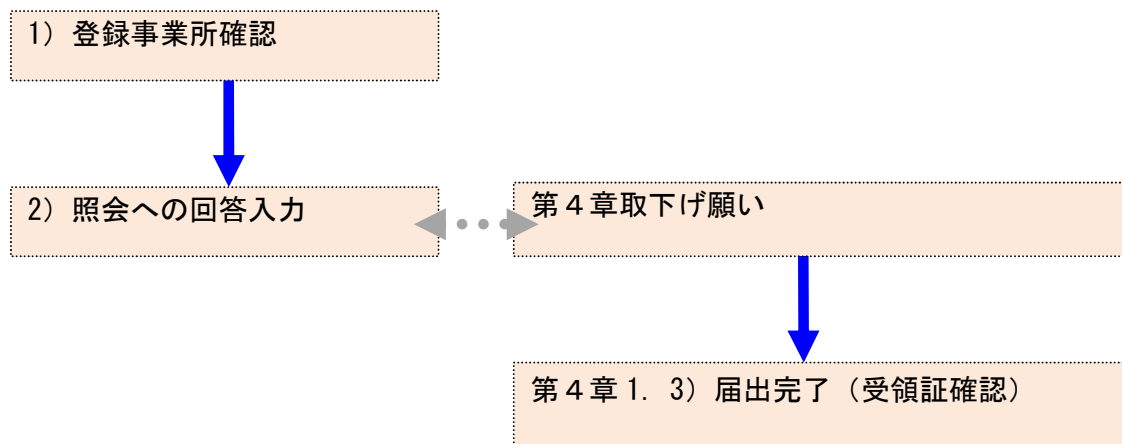 1) 登録事業所確認
2) 照会への回答入力
第４章取下げ願い
第４章 1. 3) 届出完了（受領証確認）